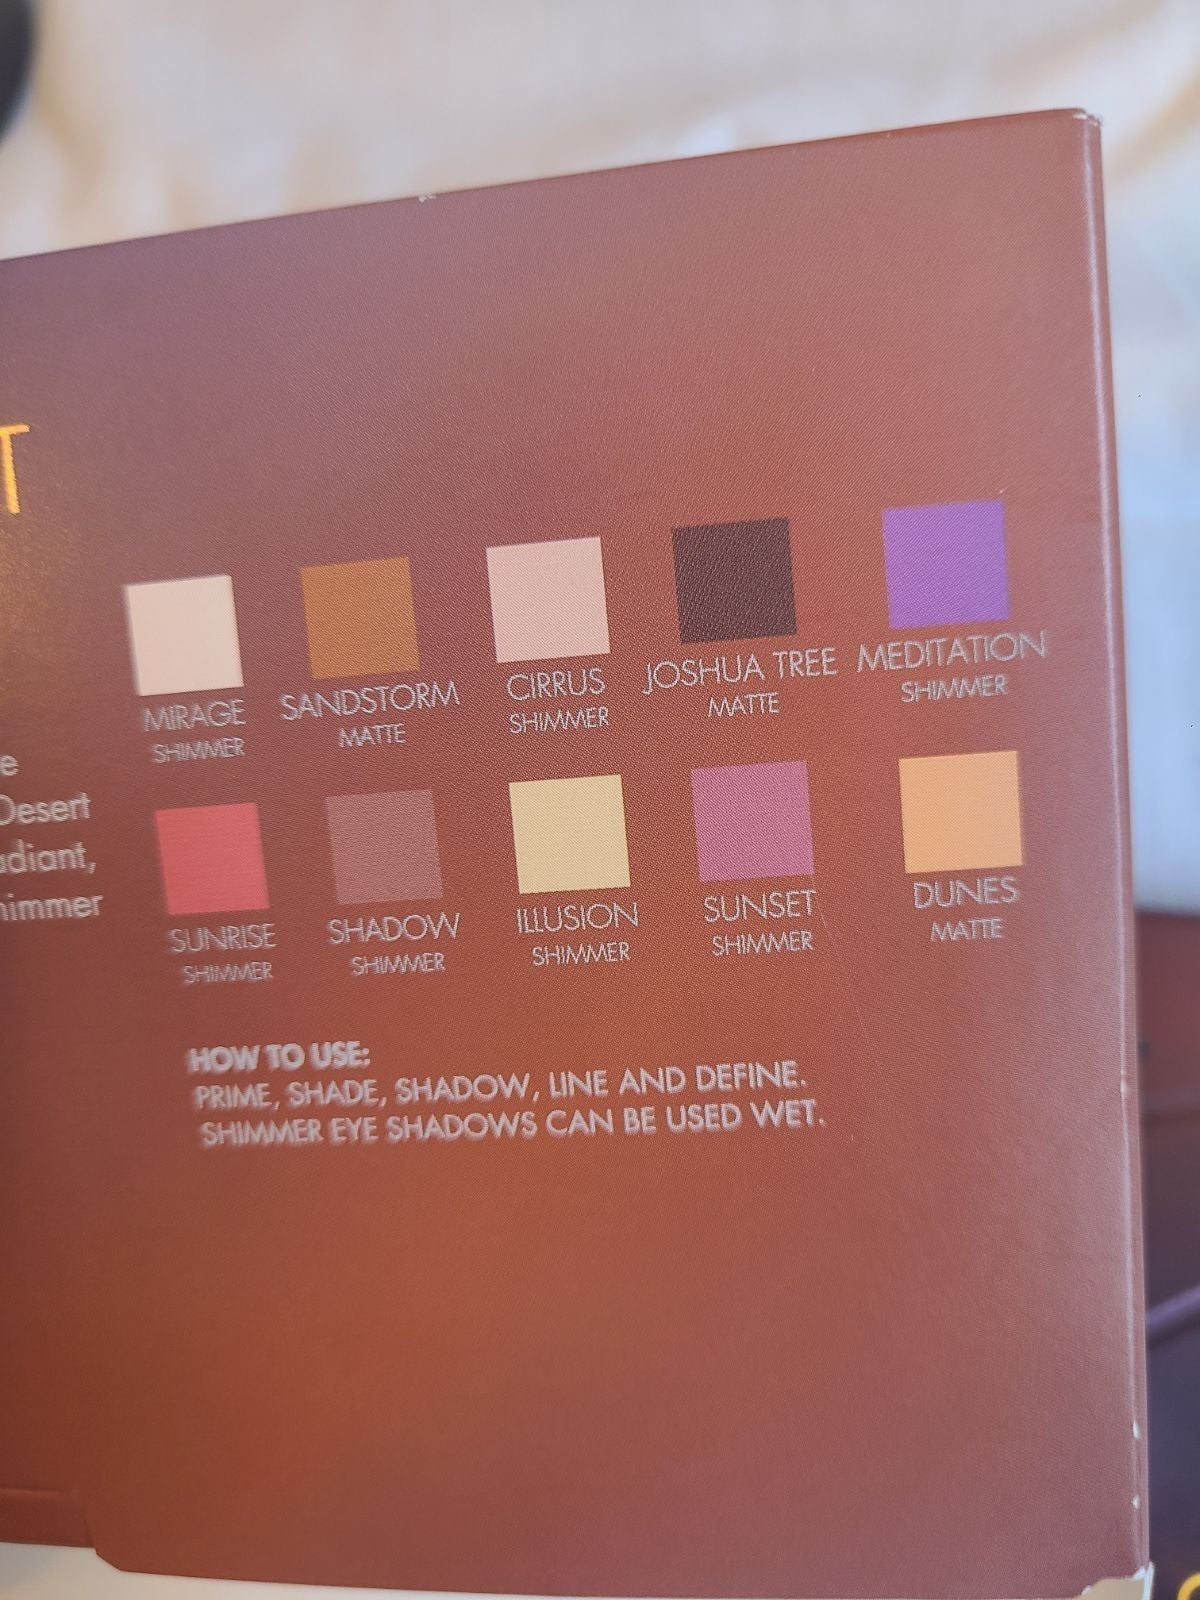 T
e
Desert
adiant,
himmer
MIRAGE
SHIMMER
SANDSTORM
MATTE
CIRRUS
SHIMMER
JOSHUA TREE
MATTE
MEDITATION
SHIMMER
SUNRISE
SHIMMER
SHADOW
SHIMMER
ILLUSION
SHIMMER
SUNSET
SHIMMER
DUNES
MATTE
HOW TO USE:
PRIME, SHADE, SHADOW, LINE AND DEFINE.
SHIMMER EYE SHADOWS CAN BE USED WET.